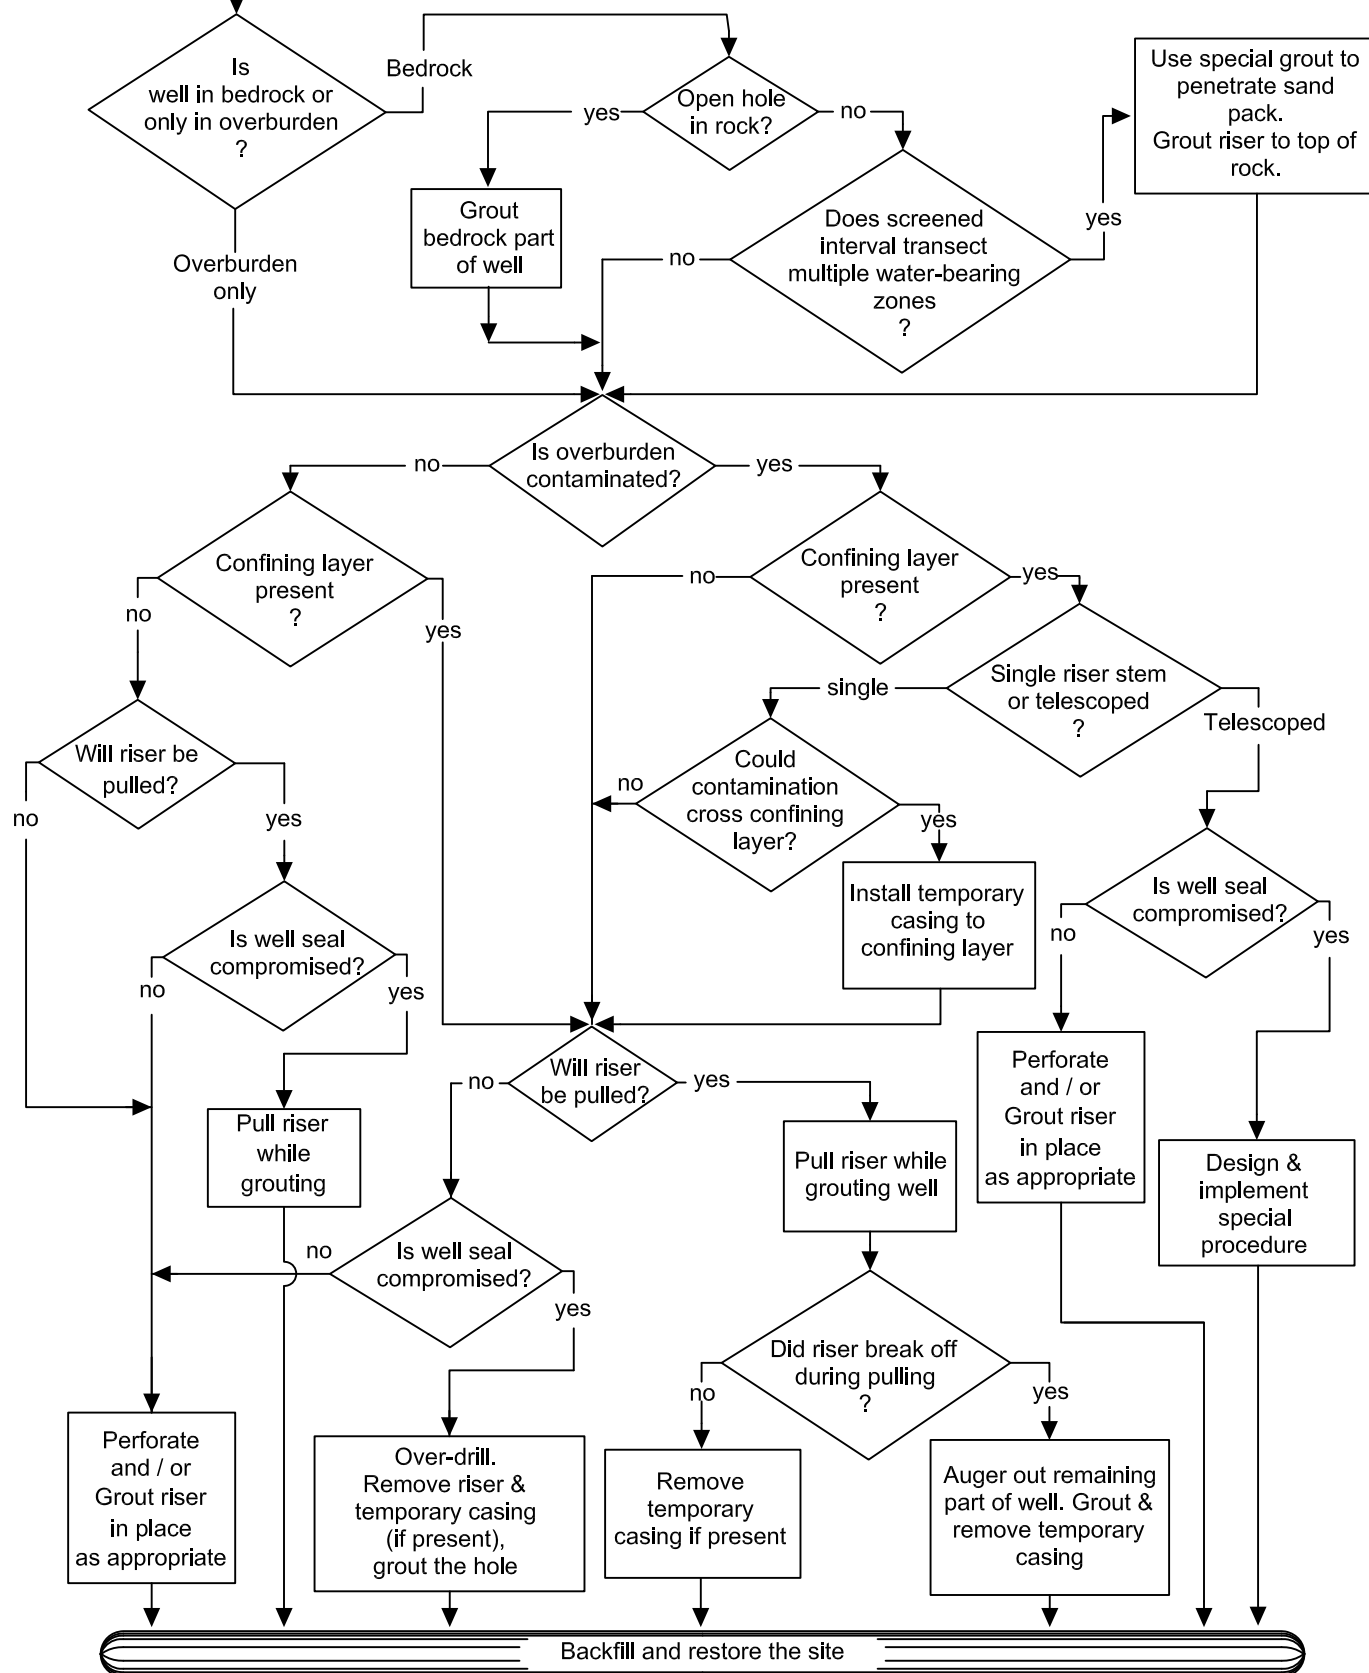 Is
well in bedrock or
only in overburden
?
Bedrock
Overburden
only
Open hole
in rock?
yes
no
Use special grout to
penetrate sand
pack.
Grout riser to top of
rock.
Grout
bedrock part
of well
Does screened
interval transect
multiple water-bearing
zones
?
no
yes
Is overburden
contaminated?
no
yes
Confining layer
present
?
no
yes
Confining layer
present
?
no
yes
Single riser stem
or telescoped
?
single
Telescoped
Will riser be
pulled?
no
yes
Could
contamination
cross confining
layer?
no
yes
Install temporary
casing to
confining layer
Is well seal
compromised?
no
yes
Is well seal
compromised?
no
yes
Will riser
be pulled?
no
yes
Perforate
and / or
Grout riser
in place
as appropriate
Pull riser
while
grouting
Pull riser while
grouting well
Design &
implement
special
procedure
Is well seal
compromised?
no
yes
Did riser break off
during pulling
?
no
yes
Perforate
and / or
Grout riser
in place
as appropriate
Over-drill.
Remove riser &
temporary casing
(if present),
grout the hole
Remove
temporary
casing if present
Auger out remaining
part of well. Grout &
remove temporary
casing
Backfill and restore the site